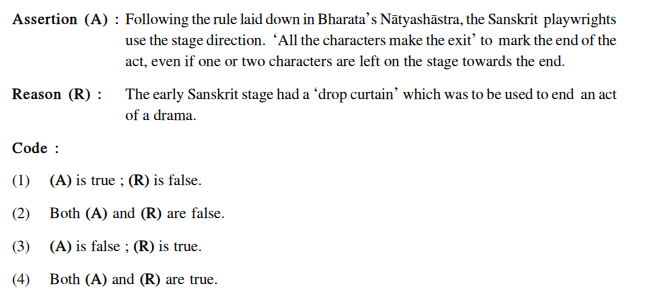 Assertion (A) : Following the rule laid down in Bharata's Nātyashāstra, the Sanskrit playwrights
use the stage direction. 'All the characters make the exit' to mark the end of the
act, even if one or two characters are left on the stage towards the end.
Reason (R) : The early Sanskrit stage had a 'drop curtain' which was to be used to end an act
of a drama.
Code :
(1) (A) is true ; (R) is false.
(2) Both (A) and (R) are false.
(3) (A) is false ; (R) is true.
(4) Both (A) and (R) are true.